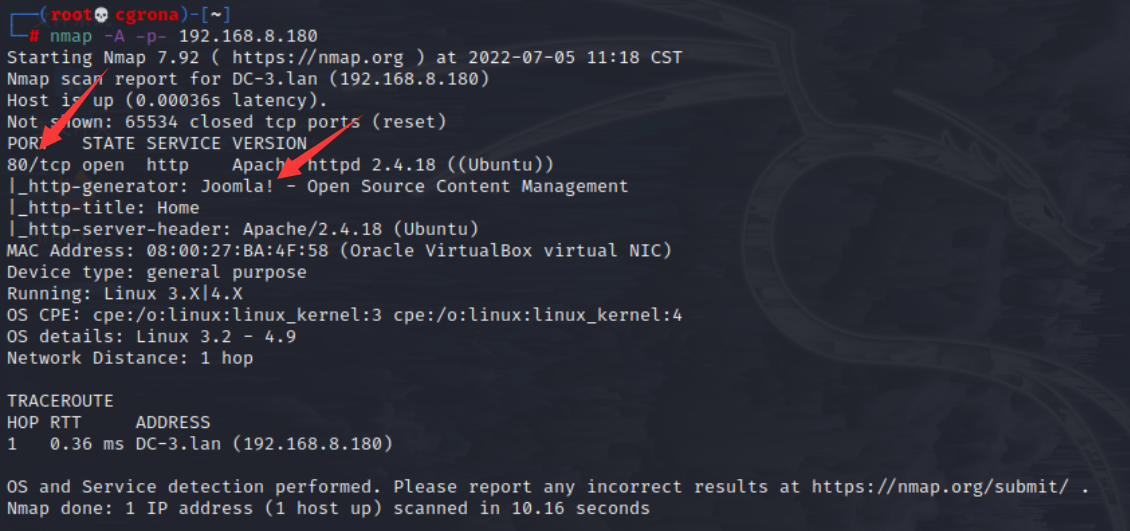 ┌──(root💀cgrona)-[~]
└─# nmap -A -p- 192.168.8.180
Starting Nmap 7.92 ( https://nmap.org ) at 2022-07-05 11:18 CST
Nmap scan report for DC-3.lan (192.168.8.180)
Host is up (0.00036s latency).
Not shown: 65534 closed tcp ports (reset)
PORT STATE SERVICE VERSION
80/tcp open http Apache httpd 2.4.18 ((Ubuntu))
|_http-generator: Joomla! - Open Source Content Management
|_http-title: Home
|_http-server-header: Apache/2.4.18 (Ubuntu)
MAC Address: 08:00:27:BA:4F:58 (Oracle VirtualBox virtual NIC)
Device type: general purpose
Running: Linux 3.X|4.X
OS CPE: cpe:/o:linux:linux_kernel:3 cpe:/o:linux:linux_kernel:4
OS details: Linux 3.2 - 4.9
Network Distance: 1 hop
TRACEROUTE
HOP RTT ADDRESS
1 0.36 ms DC-3.lan (192.168.8.180)
OS and Service detection performed. Please report any incorrect results at https://nmap.org/submit/ .
Nmap done: 1 IP address (1 host up) scanned in 10.16 seconds